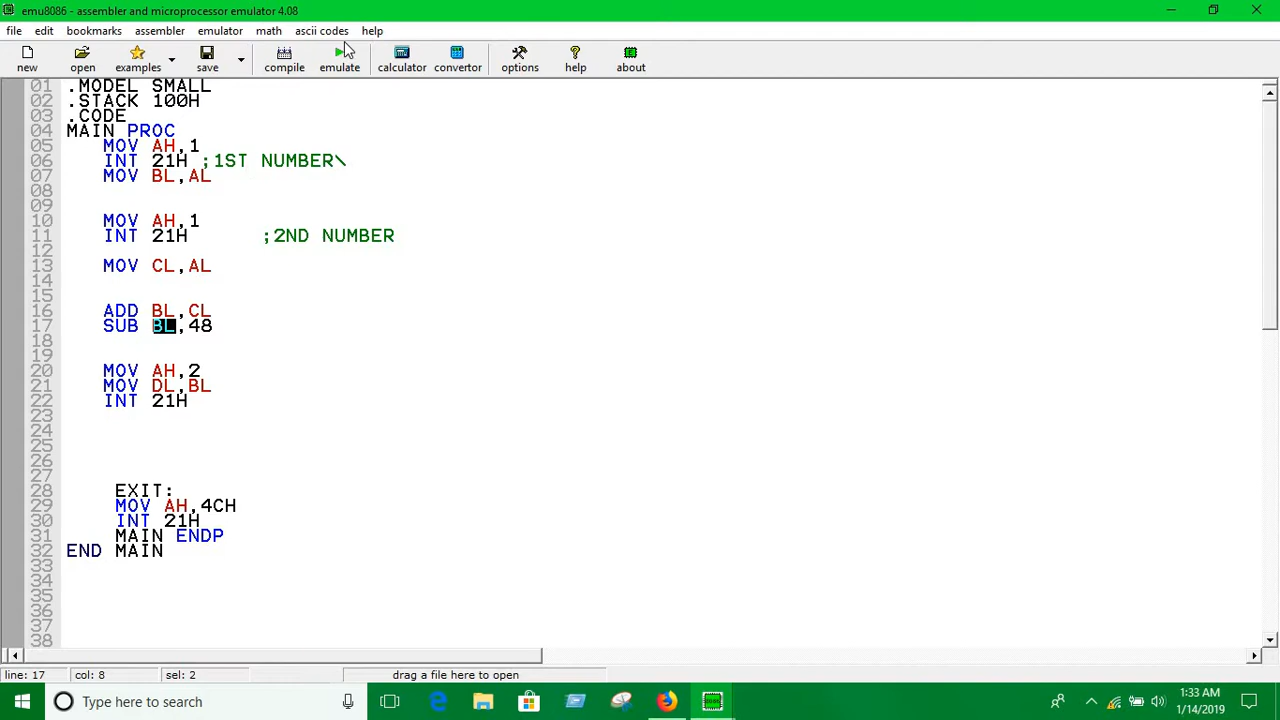 emu8086 - assembler and microprocessor emulator 4.08
file edit bookmarks assembler emulator math ascii codes help
new open examples save compile emulate calculator convertor options help about
01 .MODEL SMALL
02 .STACK 100H
03 .CODE
04 MAIN PROC
05 MOV AH,1
06 INT 21H ;1ST NUMBER\
07 MOV BL,AL
08
09
10 MOV AH,1
11 INT 21H ;2ND NUMBER
12
13 MOV CL,AL
14
15
16 ADD BL,CL
17 SUB BL,48
18
19
20 MOV AH,2
21 MOV DL,BL
22 INT 21H
23
24
25
26
27
28 EXIT:
29 MOV AH,4CH
30 INT 21H
31 MAIN ENDP
32 END MAIN
33
34
35
36
37
38
line: 17 col: 8 sel: 2 drag a file here to open
Type here to search
1:33 AM
1/14/2019